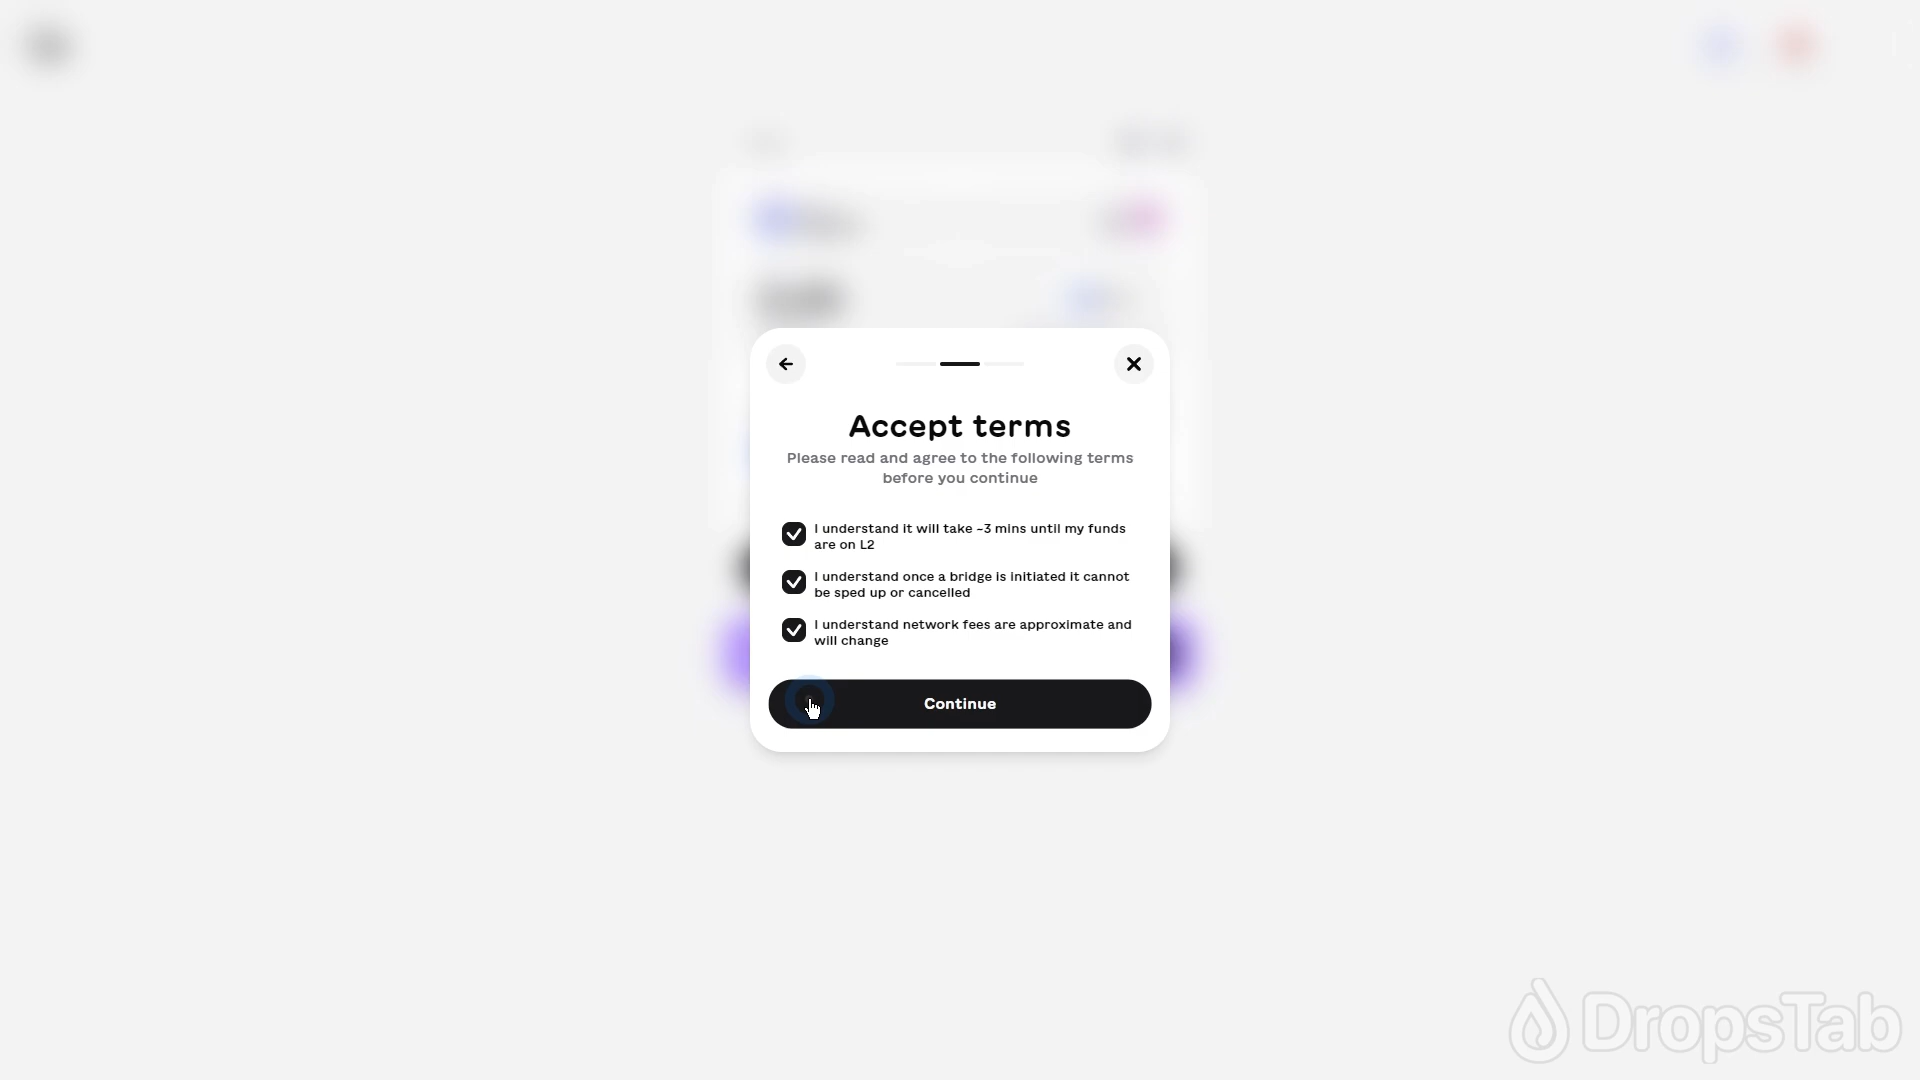 Accept terms
Please read and agree to the following terms
before you continue
I understand it will take ~3 mins until my funds
are on L2
I understand once a bridge is initiated it cannot
be sped up or cancelled
I understand network fees are approximate and
will change
Continue
DropsTab